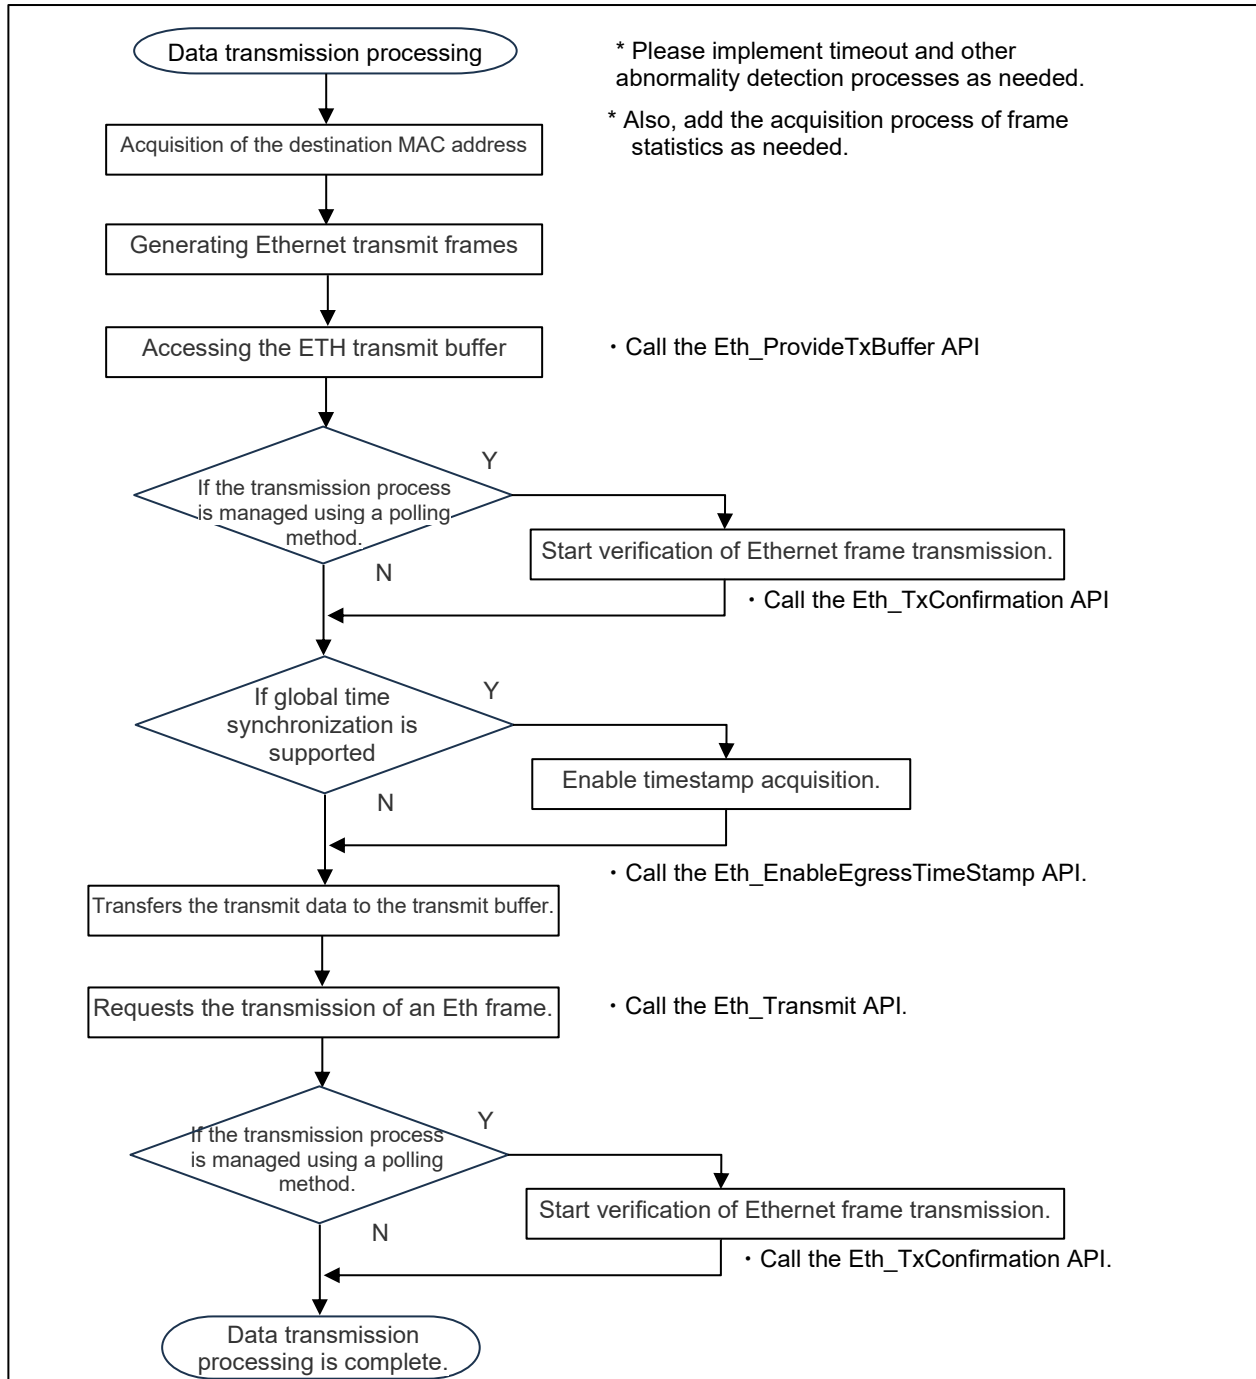 Data transmission processing
* Please implement timeout and other
abnormality detection processes as needed.
* Also, add the acquisition process of frame
statistics as needed.
Acquisition of the destination MAC address
Generating Ethernet transmit frames
Accessing the ETH transmit buffer
・Call the Eth_ProvideTxBuffer API
If the transmission process
is managed using a polling
method.
Y
N
Start verification of Ethernet frame transmission.
・Call the Eth_TxConfirmation API
If global time
synchronization is
supported
Y
N
Enable timestamp acquisition.
・Call the Eth_EnableEgressTimeStamp API.
Transfers the transmit data to the transmit buffer.
Requests the transmission of an Eth frame.
・Call the Eth_Transmit API.
If the transmission process
is managed using a polling
method.
Y
N
Start verification of Ethernet frame transmission.
・Call the Eth_TxConfirmation API.
Data transmission
processing is complete.